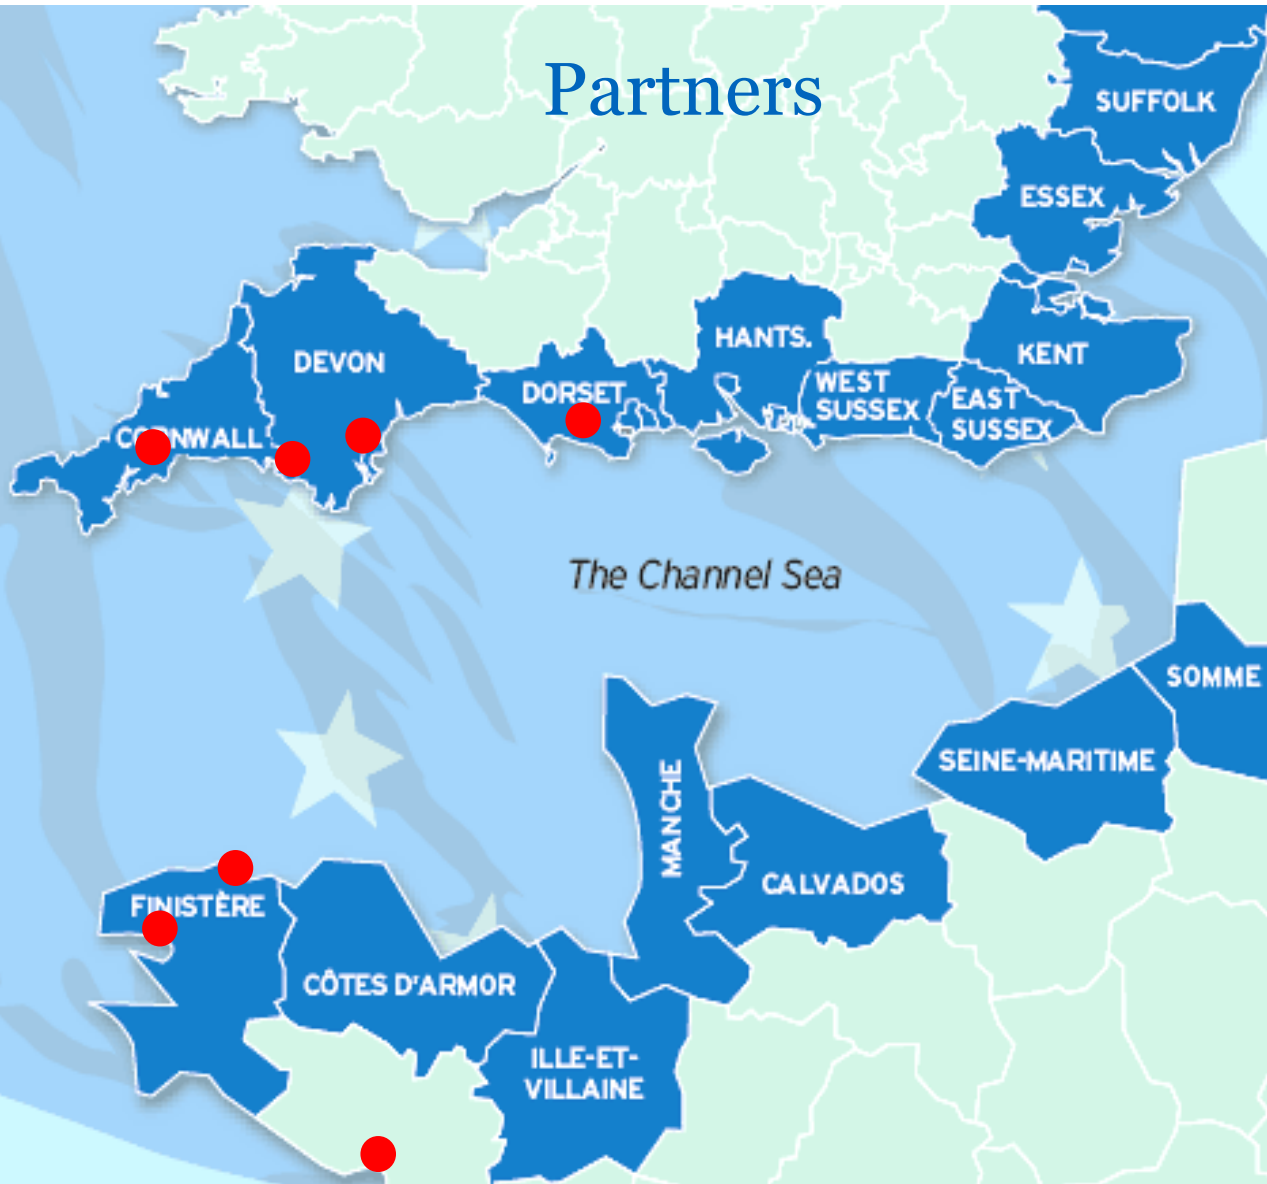 Partners
SUFFOLK
ESSEX
HANTS.
KENT
DEVON
DORSET
WEST
SUSSEX
EAST
SUSSEX
CORNWALL
The Channel Sea
SOMME
SEINE-MARITIME
MANCHE
CALVADOS
FINISTÈRE
CÔTES D'ARMOR
ILLE-ET-
VILLAINE